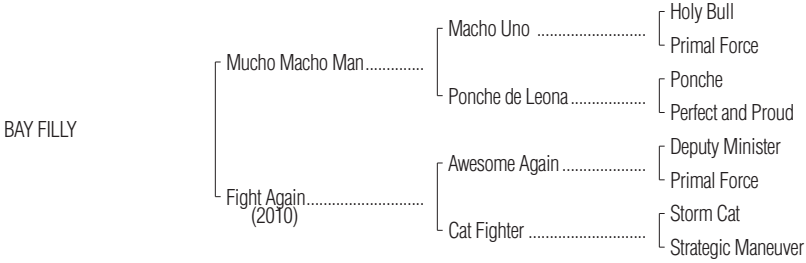 Holy Bull
Macho Uno ..........................
Primal Force
Mucho Macho Man..............
Ponche
Ponche de Leona..................
Perfect and Proud
BAY FILLY
Deputy Minister
Awesome Again ....................
Primal Force
Fight Again............................
(2010)
Storm Cat
Cat Fighter ............................
Strategic Maneuver